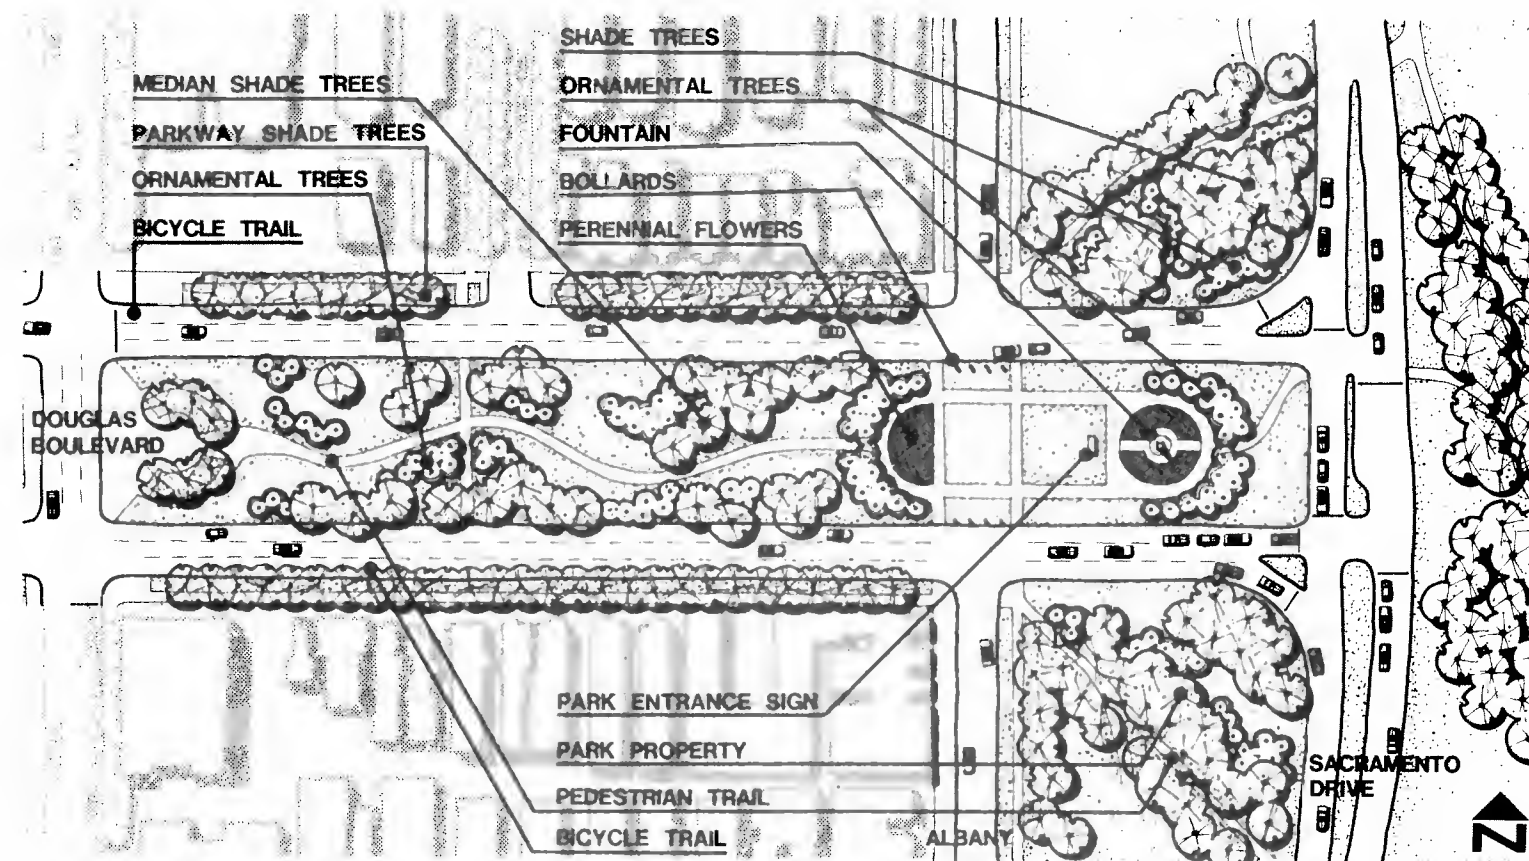 SHADE TREES
MEDIAN SHADE TREES
ORNAMENTAL TREES
PARKWAY SHADE TREES
FOUNTAIN
ORNAMENTAL TREES
BOLLARDS
BICYCLE TRAIL
PERENNIAL FLOWERS
DOUGLAS
BOULEVARD
PARK ENTRANCE SIGN
PARK PROPERTY
SACRAMENTO
DRIVE
PEDESTRIAN TRAIL
BICYCLE TRAIL
ALBANY
N